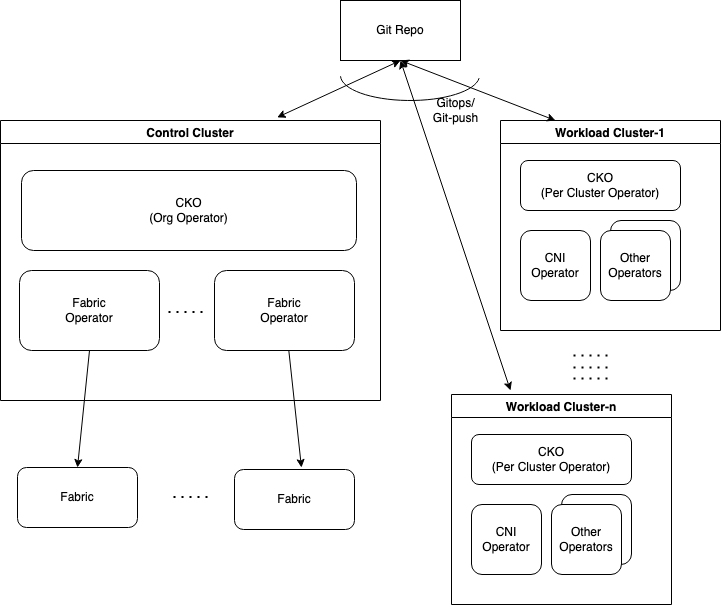 Git Repo
Gitops/
Git-push
Control Cluster
CKO
(Org Operator)
Fabric
Operator
.....
Fabric
Operator
Fabric
.....
Fabric
Workload Cluster-1
CKO
(Per Cluster Operator)
CNI
Operator
Other
Operators
.....
.....
.....
Workload Cluster-n
CKO
(Per Cluster Operator)
CNI
Operator
Other
Operators